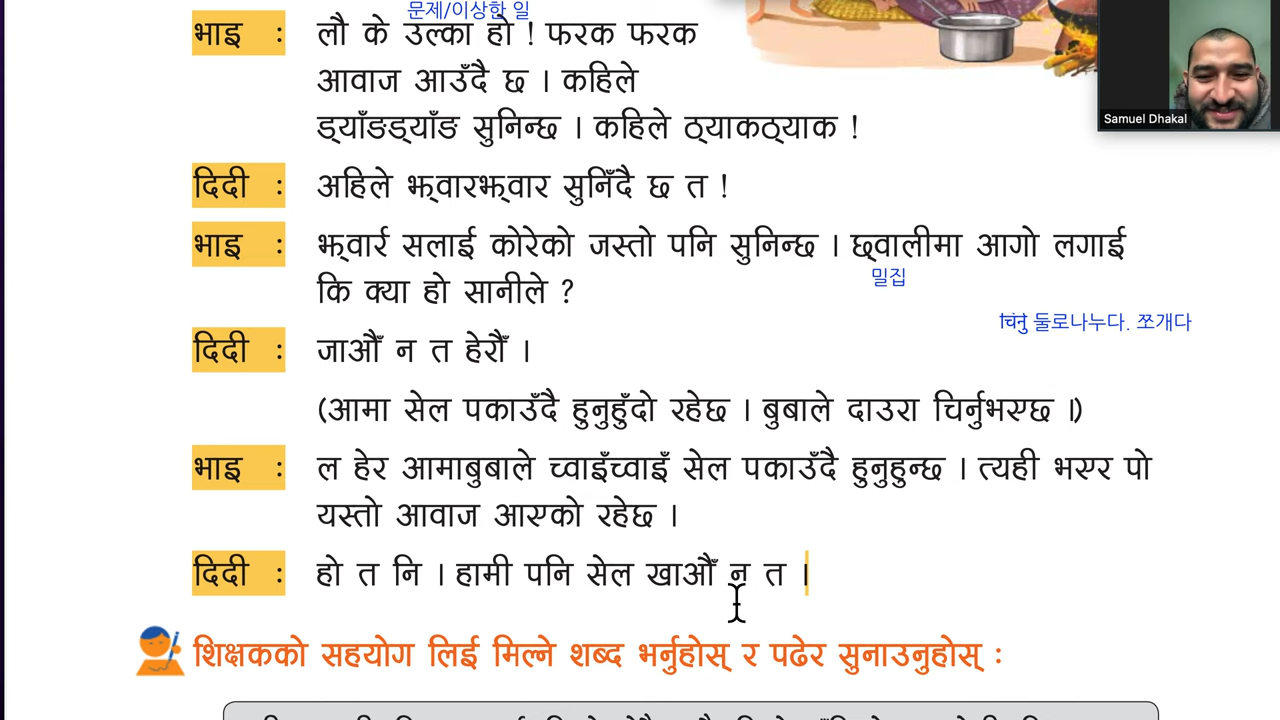 문제/이상한 일
भाइ : लौ के उल्का हो ! फरक फरक
आवाज आउँदै छ । कहिले
ड्याँङड्याँङ सुनिन्छ । कहिले ठ्याकठ्याक !
Samuel Dhakal
दिदी : अहिले झ्वारझ्वार सुनिँदै छ त !
भाइ : झ्वार्र सलाई कोरेको जस्तो पनि सुनिन्छ । छ्वालीमा आगो लगाई
밀집
कि क्या हो सानीले ?
चिर्नु 둘로나누다. 쪼개다
दिदी : जाऔँ न त हेरौँ ।
(आमा सेल पकाउँदै हुनुहुँदो रहेछ । बुबाले दाउरा चिर्नुभएछ ।)
भाइ : ल हेर आमाबुबाले च्वाइँच्वाइँ सेल पकाउँदै हुनुहुन्छ । त्यही भएर पो
यस्तो आवाज आएको रहेछ ।
दिदी : हो त नि । हामी पनि सेल खाऔँ न त ।
शिक्षकको सहयोग लिई मिल्ने शब्द भर्नुहोस् र पढेर सुनाउनुहोस् :